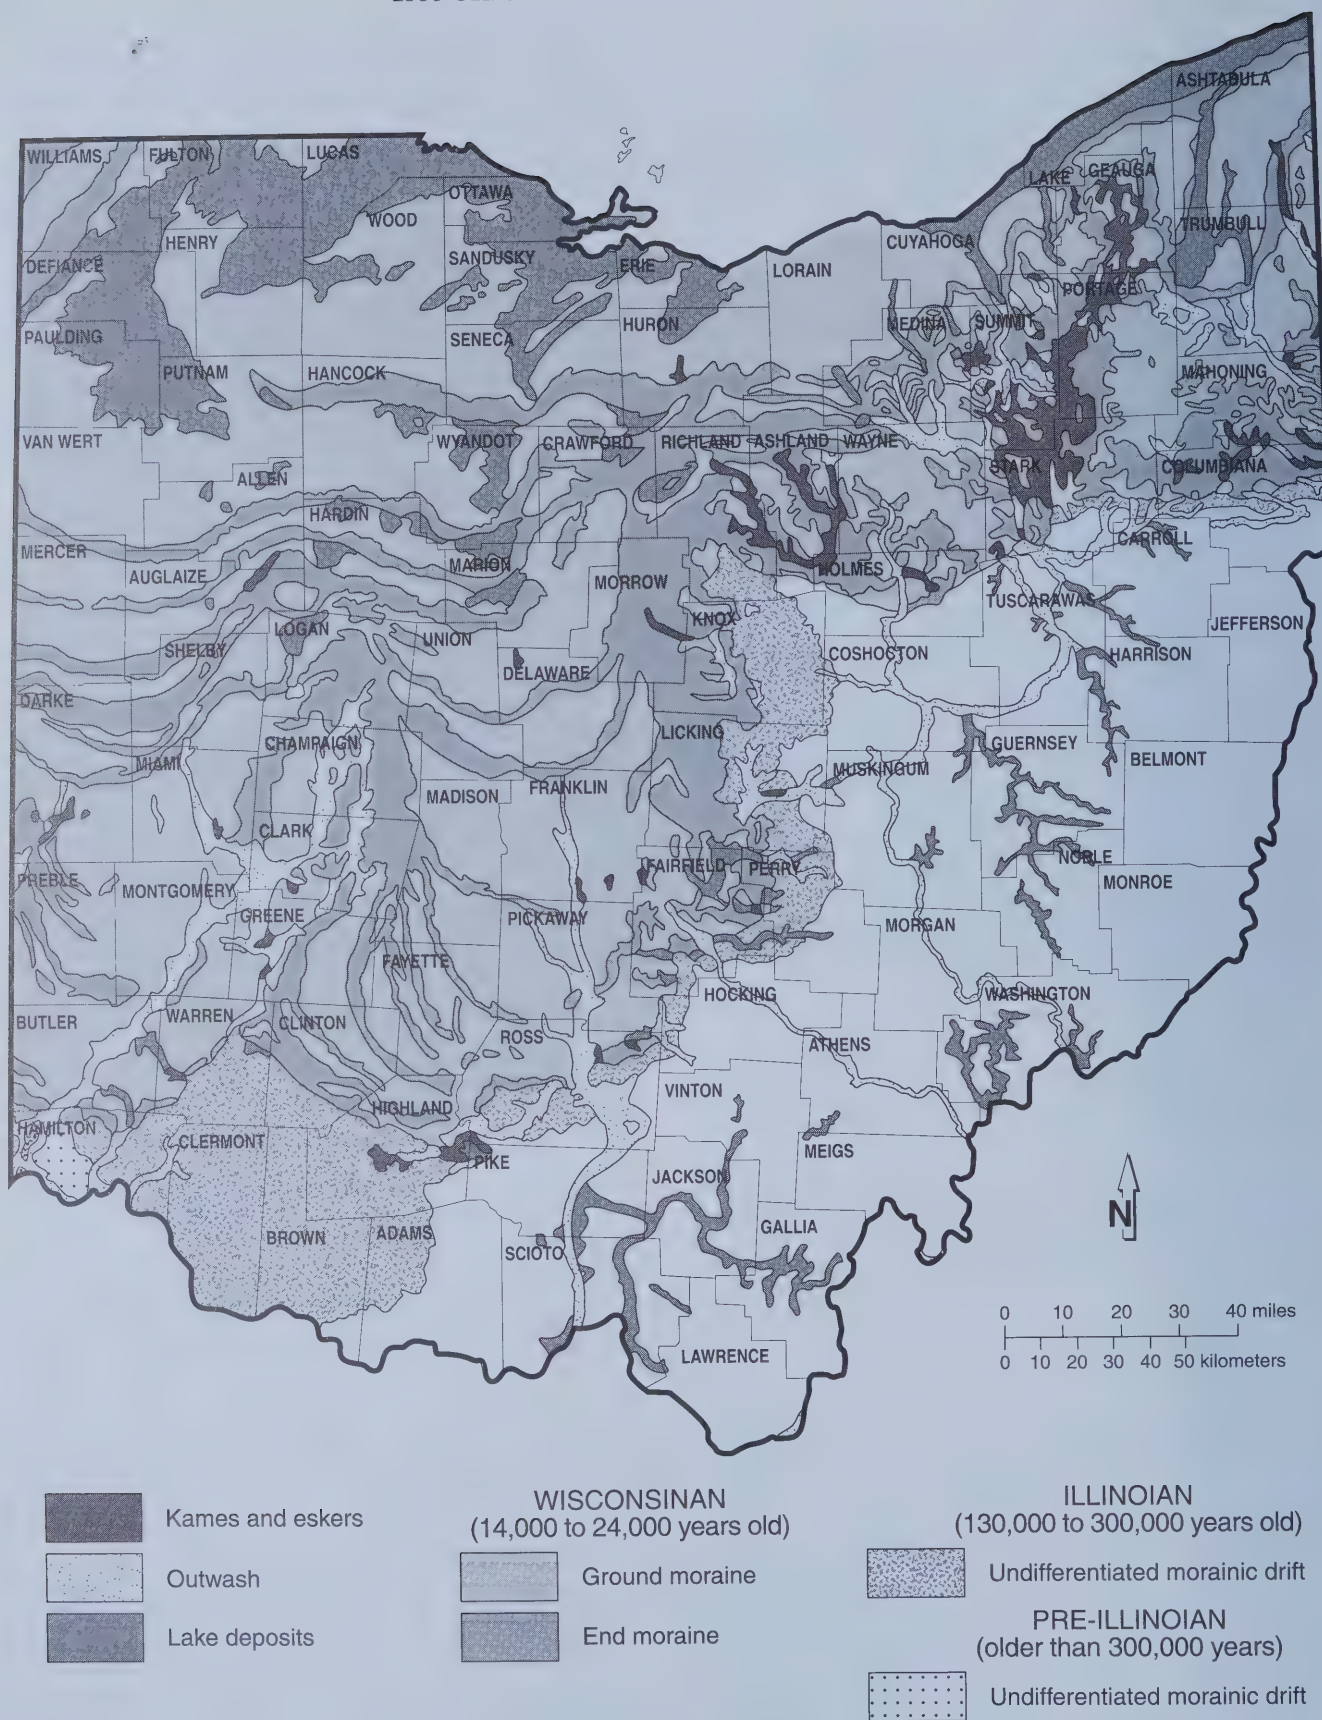 ASHTABULA
WILLIAMS
FULTON
LUCAS
LAKE
GEAUGA
OTTAWA
WOOD
TRUMBULL
HENRY
CUYAHOGA
DEFIANCE
SANDUSKY
ERIE
LORAIN
PORTAGE
PAULDING
SENECA
HURON
MEDINA
SUMMIT
PUTNAM
HANCOCK
MAHONING
VAN WERT
WYANDOT
CRAWFORD
RICHLAND
ASHLAND
WAYNE
STARK
COLUMBIANA
ALLEN
HARDIN
CARROLL
MERCER
AUGLAIZE
MARION
MORROW
HOLMES
TUSCARAWAS
KNOX
JEFFERSON
LOGAN
UNION
SHELBY
DELAWARE
COSHOCTON
HARRISON
DARKE
LICKING
CHAMPAIGN
GUERNSEY
MIAMI
MUSKINGUM
BELMONT
MADISON
FRANKLIN
CLARK
NOBLE
PREBLE
MONTGOMERY
FAIRFIELD
PERRY
MONROE
GREENE
PICKAWAY
MORGAN
FAYETTE
HOCKING
WASHINGTON
BUTLER
WARREN
CLINTON
ROSS
ATHENS
VINTON
HIGHLAND
HAMILTON
CLERMONT
PIKE
MEIGS
JACKSON
BROWN
ADAMS
SCIOTO
GALLIA
N
LAWRENCE
0 10 20 30 40 miles
0 10 20 30 40 50 kilometers
Kames and eskers
Outwash
Lake deposits
WISCONSINAN
(14,000 to 24,000 years old)
Ground moraine
End moraine
ILLINOIAN
(130,000 to 300,000 years old)
Undifferentiated morainic drift
PRE-ILLINOIAN
(older than 300,000 years)
Undifferentiated morainic drift